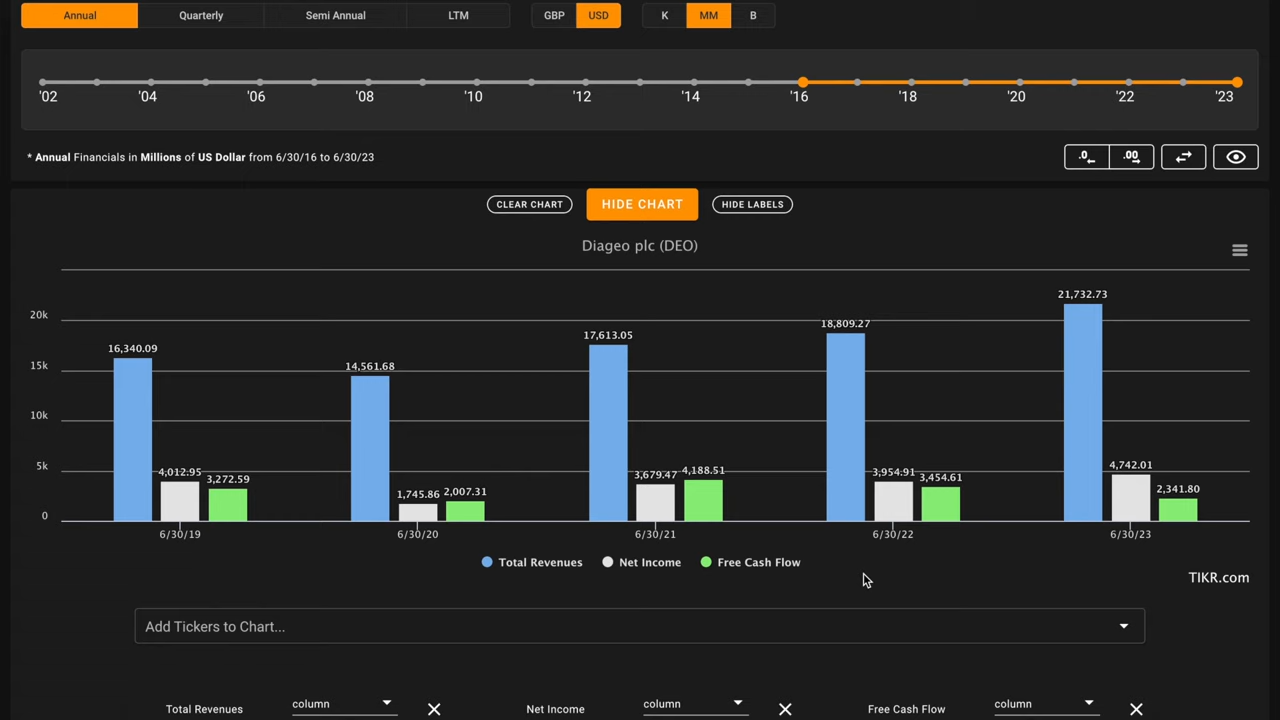 Annual Quarterly Semi Annual LTM GBP USD K MM B
'02 '04 '06 '08 '10 '12 '14 '16 '18 '20 '22 '23
* Annual Financials in Millions of US Dollar from 6/30/16 to 6/30/23
.0 .00
CLEAR CHART HIDE CHART HIDE LABELS
Diageo plc (DEO)
20k
15k
10k
5k
0
16,340.09
4,012.95
3,272.59
14,561.68
1,745.86
2,007.31
17,613.05
3,679.47
4,188.51
18,809.27
3,954.91
3,454.61
21,732.73
4,742.01
2,341.80
6/30/19 6/30/20 6/30/21 6/30/22 6/30/23
Total Revenues Net Income Free Cash Flow
TIKR.com
Add Tickers to Chart...
Total Revenues column Net Income column Free Cash Flow column